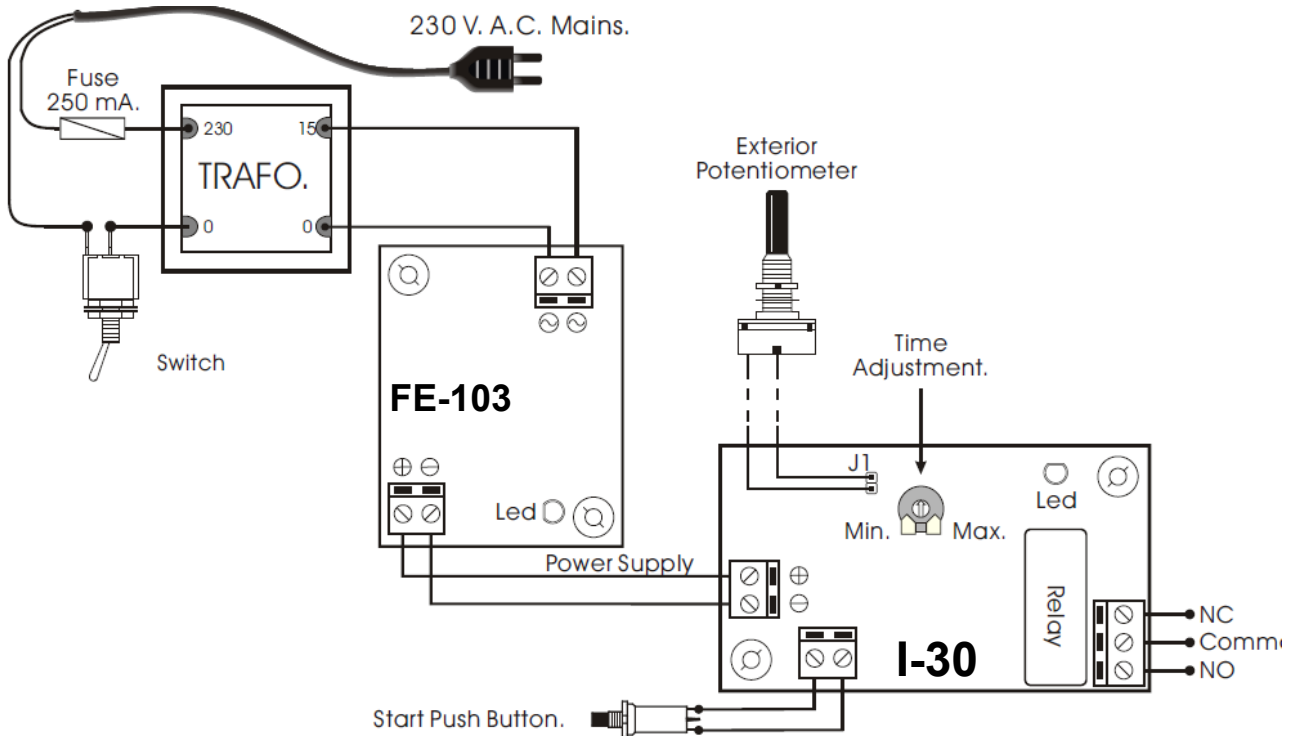 230 V. A.C. Mains.
Fuse
250 mA.
230
15
TRAFO.
0
0
Switch
Exterior
Potentiometer
Time
Adjustment.
FE-103
J1
Led
Min.
Max.
Led
Power Supply
Relay
NC
Comm
NO
I-30
Start Push Button.